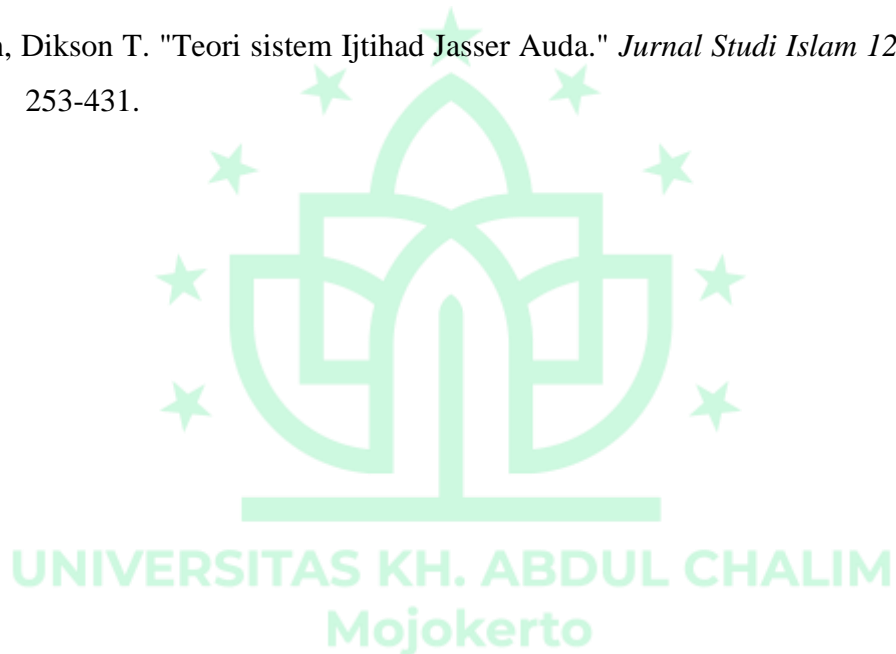 , Dikson T. "Teori sistem Ijtihad Jasser Auda." Jurnal Studi Islam 12
253-431.
UNIVERSITAS KH. ABDUL CHALIM
Mojokerto